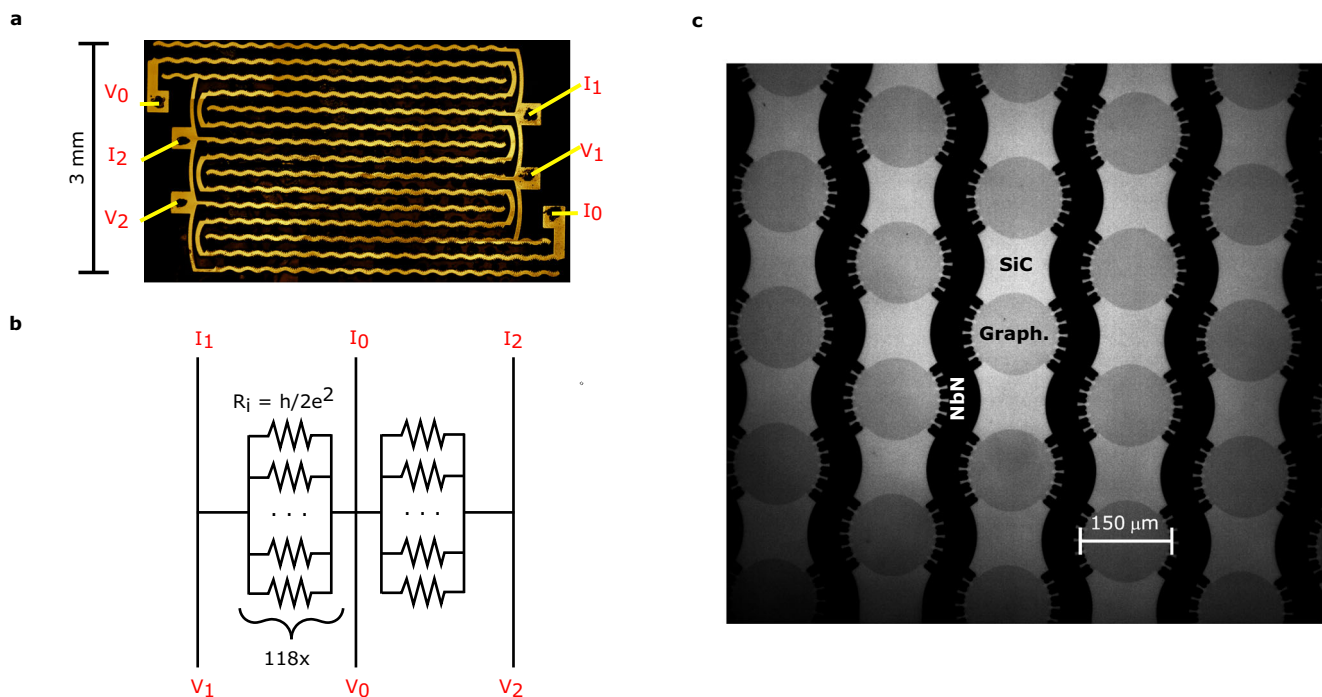 a
V0
I2
V2
3 mm
I1
V1
I0
b
I1 I0 I2
Ri = h/2e2
. . .
. . .
118x
V1 V0 V2
c
SiC
Graph.
NbN
150 μm